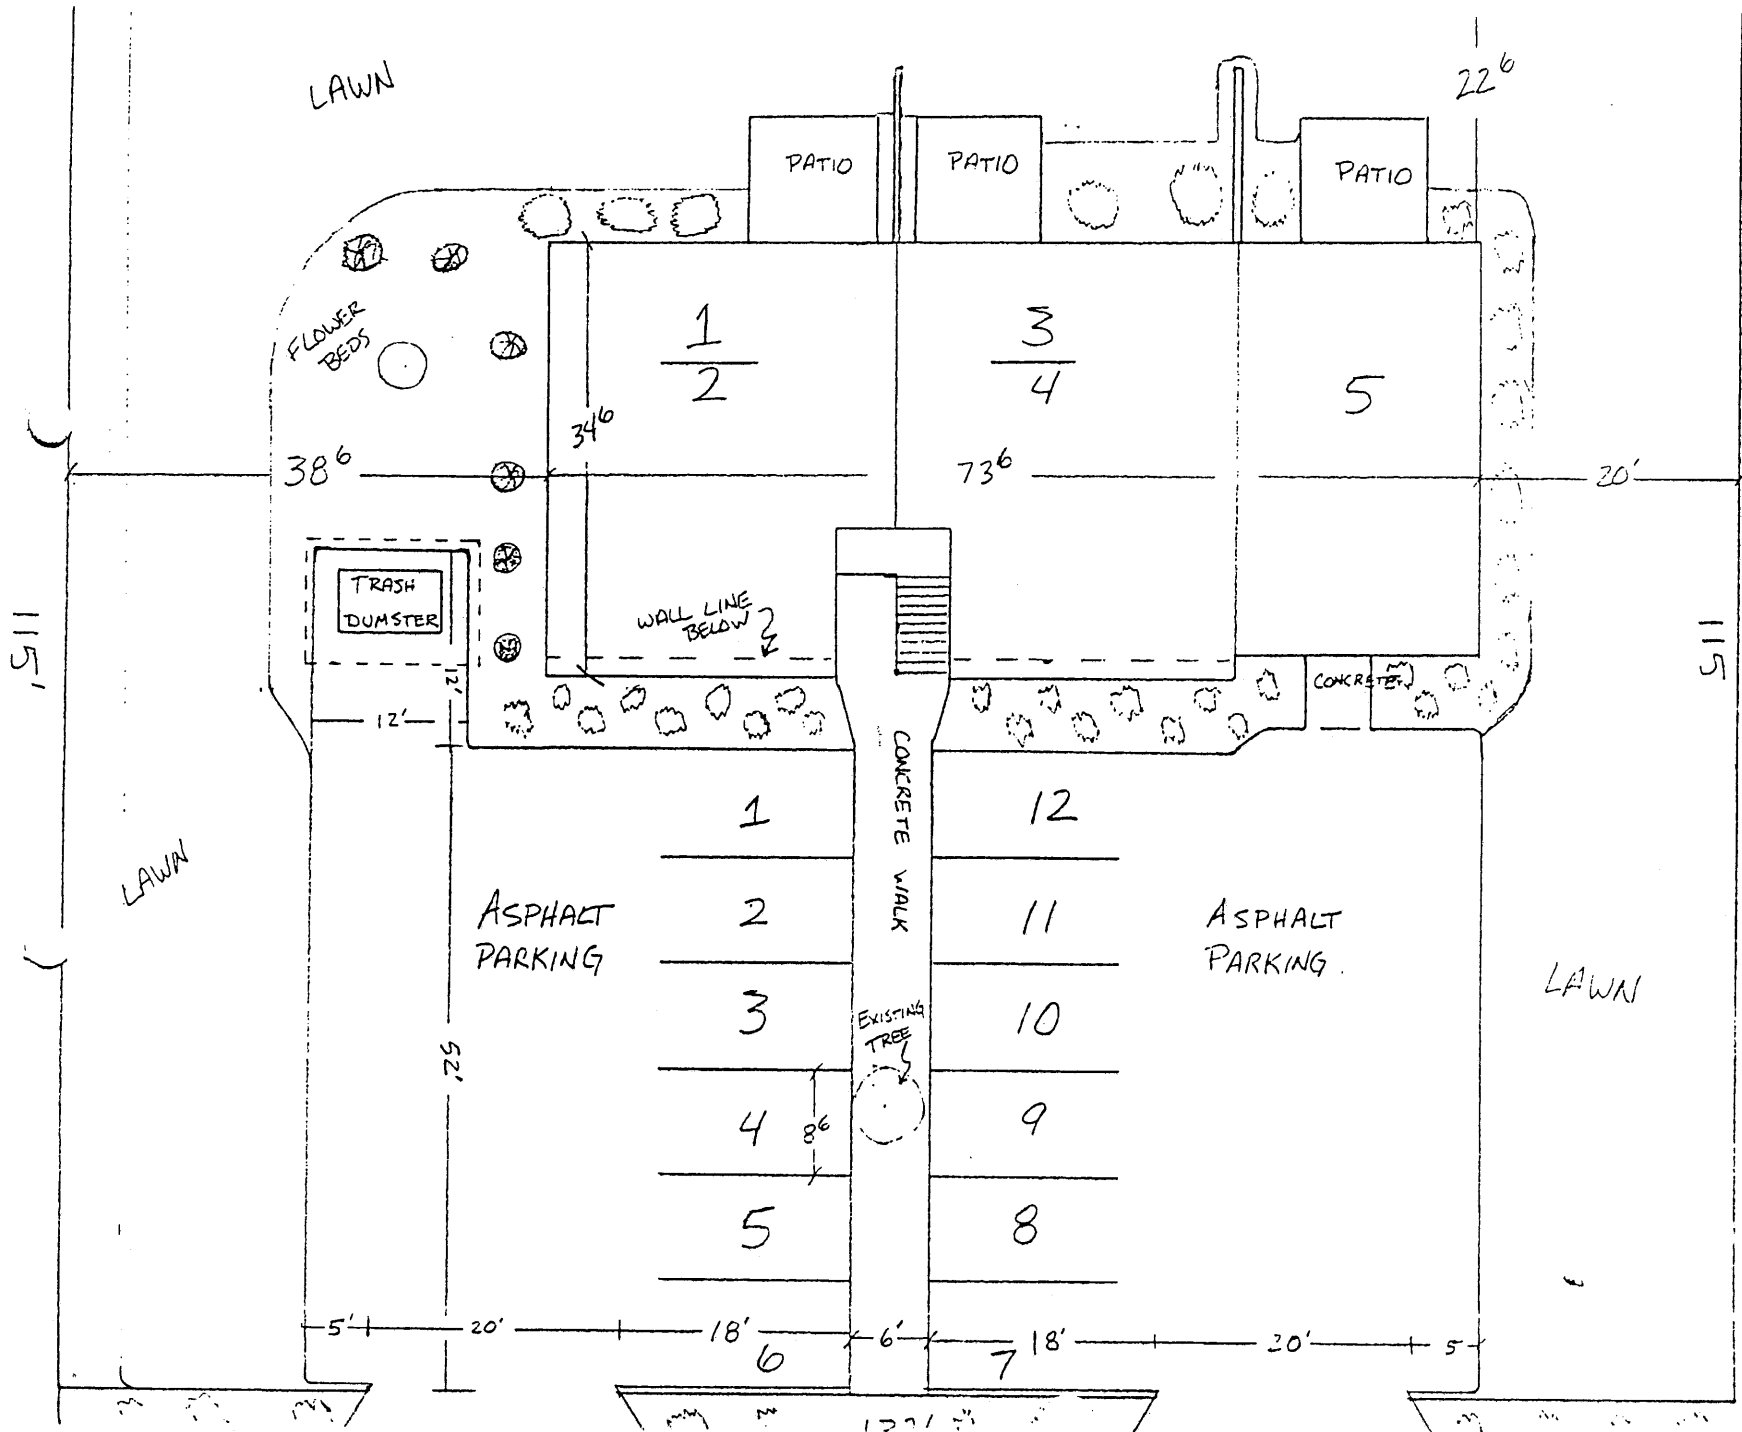 LAWN
22⁶
PATIO
PATIO
PATIO
FLOWER
BEDS
1
2
3
4
5
34⁶
38⁶
73⁶
20'
TRASH
DUMSTER
WALL LINE
BELOW
115'
115
12'
12'
CONCRETE
CONCRETE WALK
1
12
LAWN
ASPHALT
PARKING
2
11
ASPHALT
PARKING.
LAWN
3
10
EXISTING
TREE
52'
4
8⁶
9
5
8
5'
20'
18'
6'
18'
20'
5
6
7